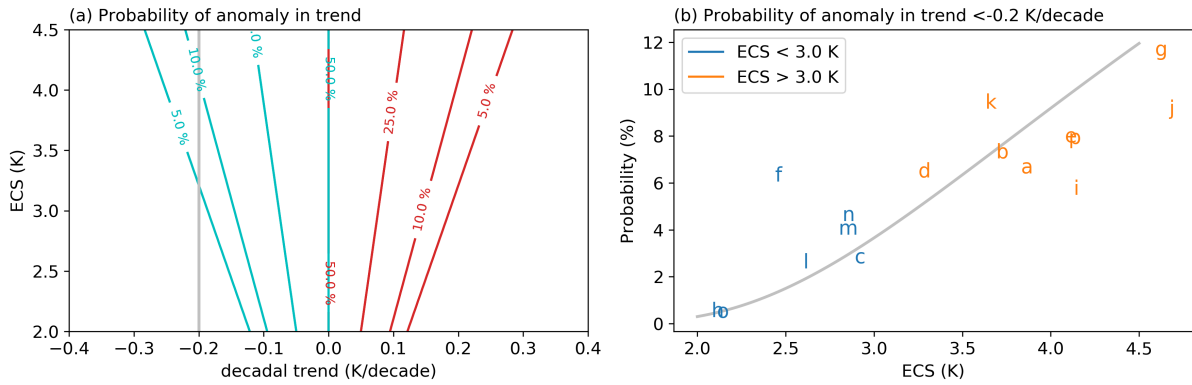 (a) Probability of anomaly in trend
4.5
4.0
3.5
3.0
2.5
2.0
ECS (K)
5.0 %
10.0 %
.0 %
50.0 %
50.0 %
25.0 %
10.0 %
5.0 %
−0.4 −0.3 −0.2 −0.1 0.0 0.1 0.2 0.3 0.4
decadal trend (K/decade)
(b) Probability of anomaly in trend <-0.2 K/decade
12
10
8
6
4
2
0
Probability (%)
ECS < 3.0 K
ECS > 3.0 K
g
k
j
e
b
d
a
f
i
n
m
l
c
h
o
2.0 2.5 3.0 3.5 4.0 4.5
ECS (K)